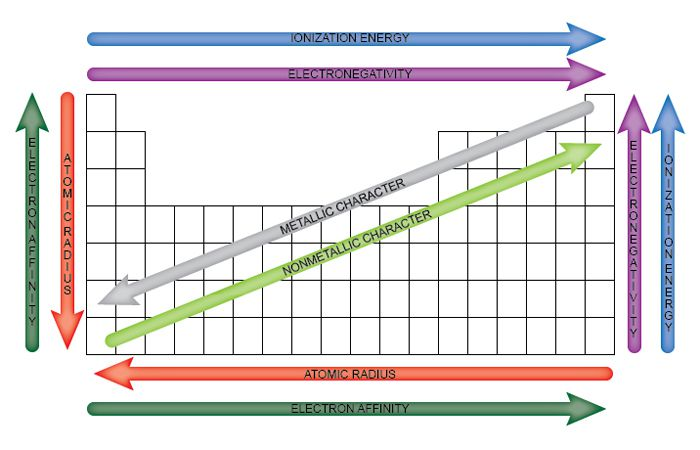 IONIZATION ENERGY
ELECTRONEGATIVITY
ELECTRON AFFINITY
ATOMIC RADIUS
METALLIC CHARACTER
NONMETALLIC CHARACTER
ELECTRONEGATIVITY
IONIZATION ENERGY
ATOMIC RADIUS
ELECTRON AFFINITY